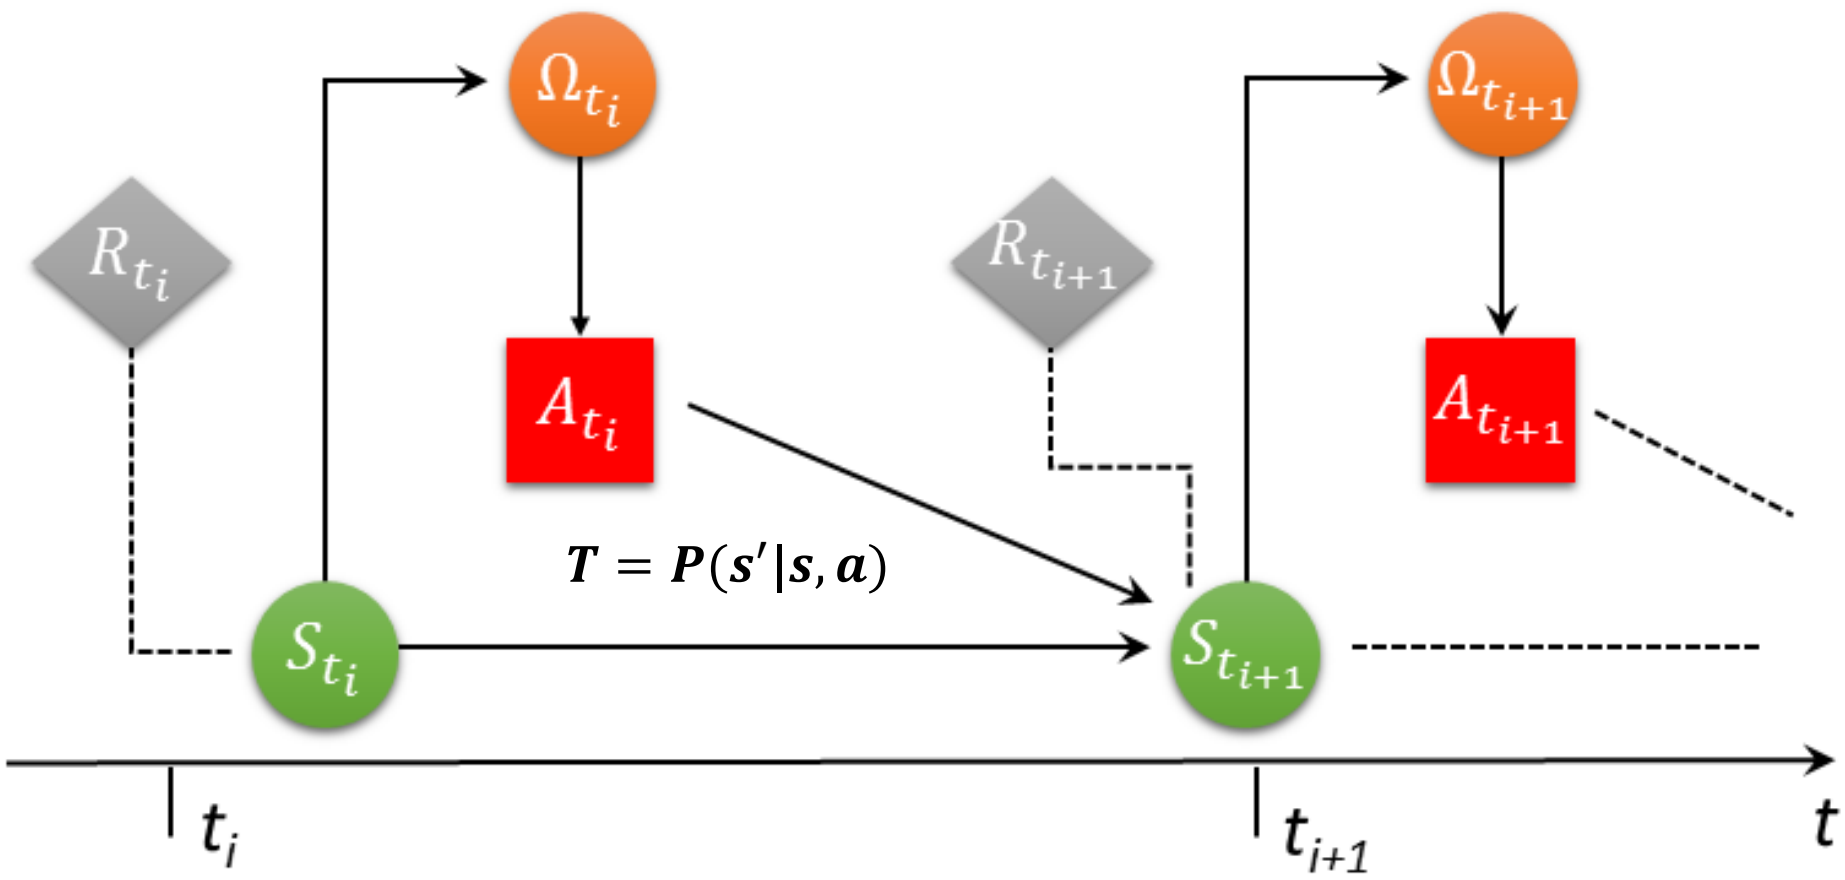 Ω_{t_i}
Ω_{t_{i+1}}
R_{t_i}
R_{t_{i+1}}
A_{t_i}
A_{t_{i+1}}
T = P(s′|s, a)
S_{t_i}
S_{t_{i+1}}
t_i
t_{i+1}
t